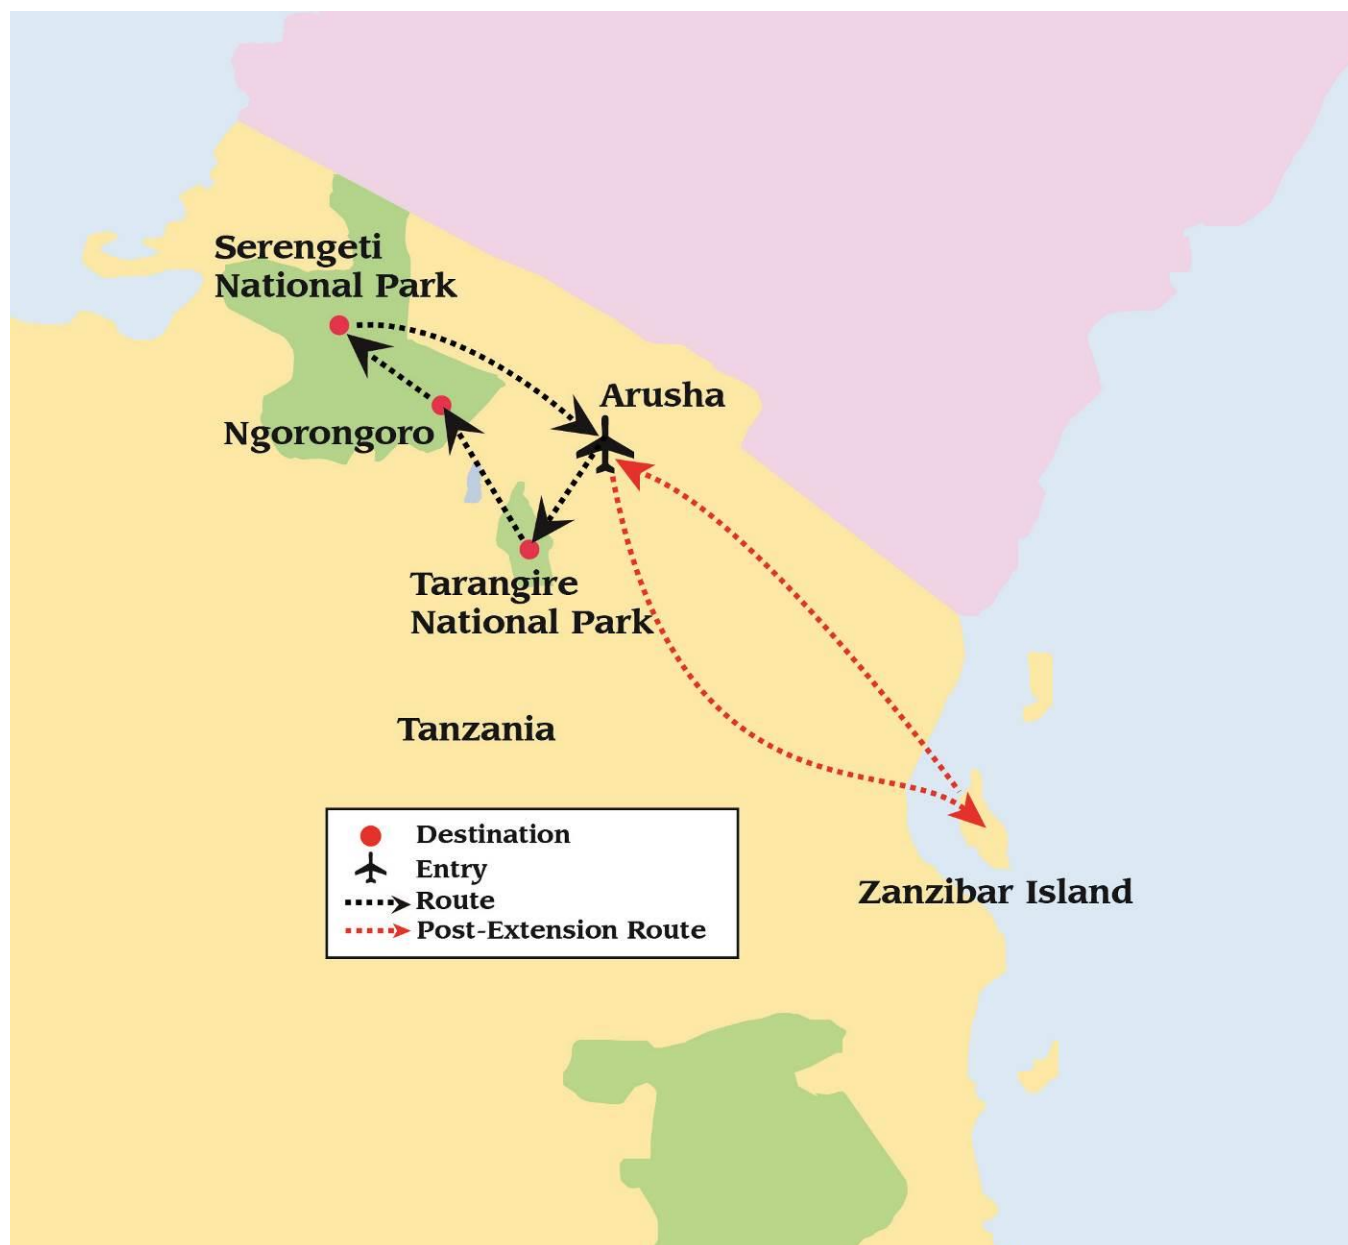 Serengeti
National Park
Arusha
Ngorongoro
Tarangire
National Park
Tanzania
Destination
Entry
Route
Post-Extension Route
Zanzibar Island